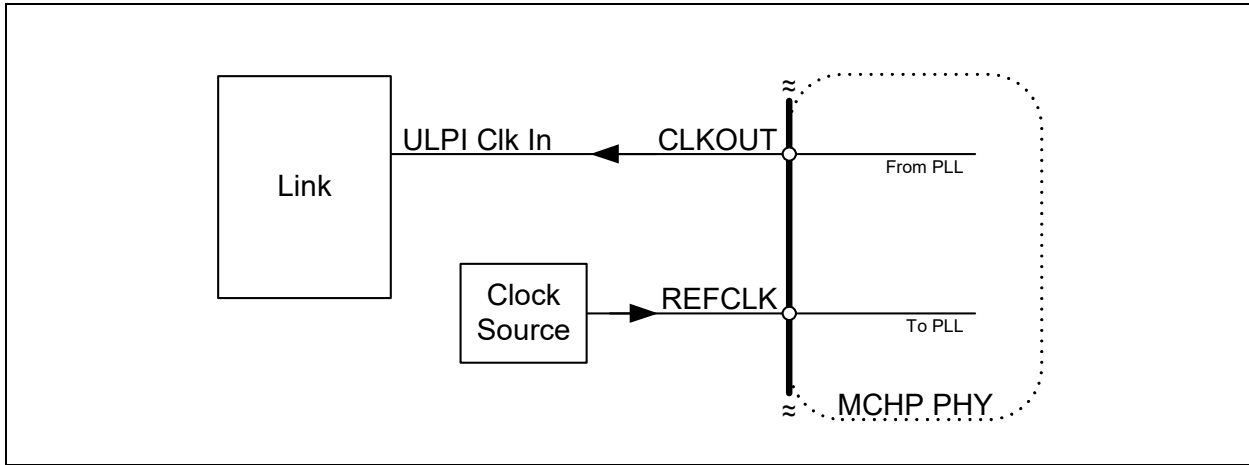 ULPI Clk In
CLKOUT
From PLL
Link
Clock
Source
REFCLK
To PLL
MCHP PHY